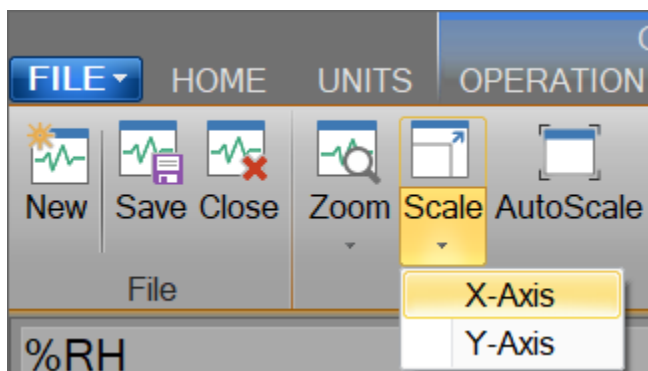 FILE HOME UNITS OPERATION
New Save Close Zoom Scale AutoScale
File
X-Axis
Y-Axis
%RH